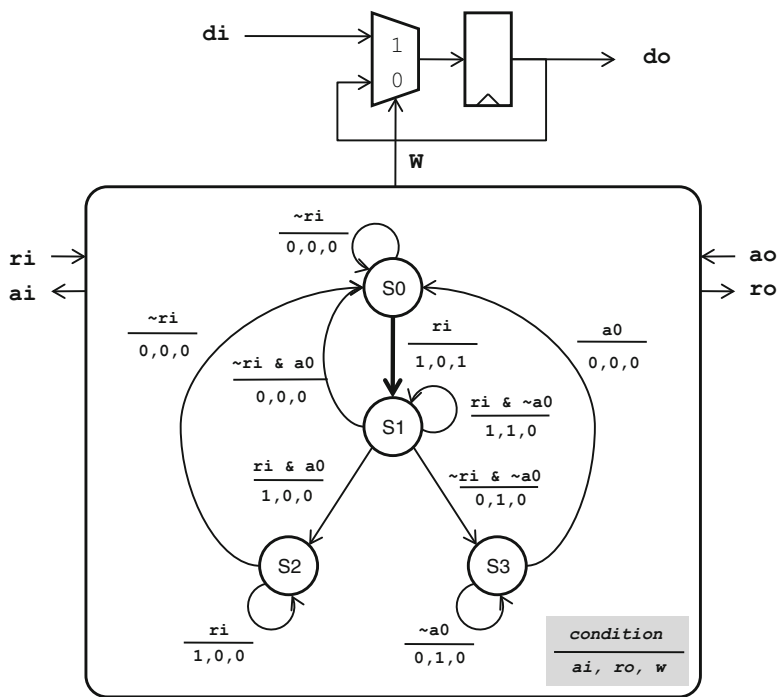 di
1
0
do
W
ri
ai
ao
ro
~ri
0,0,0
S0
~ri
0,0,0
ri
1,0,1
a0
0,0,0
~ri & a0
0,0,0
S1
ri & ~a0
1,1,0
ri & a0
1,0,0
~ri & ~a0
0,1,0
S2
S3
ri
1,0,0
~a0
0,1,0
condition
ai, ro, w